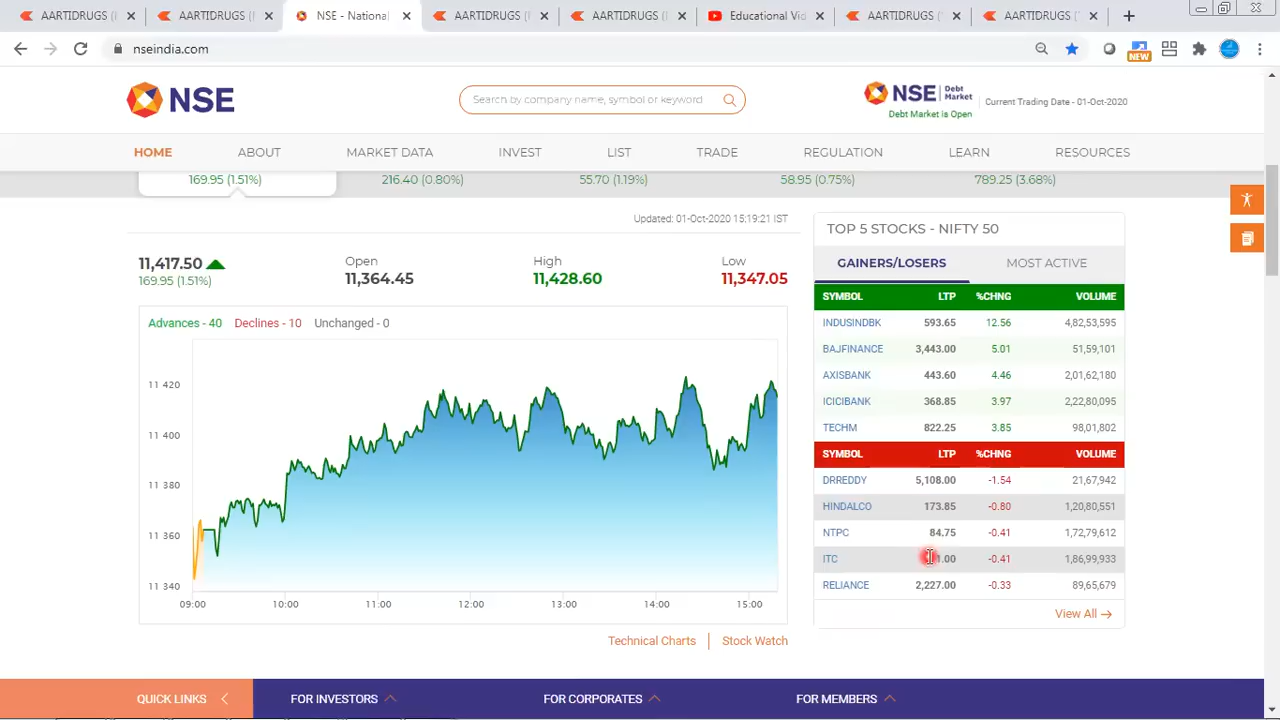 AARTIDRUGS (
AARTIDRUGS (
NSE - Nationa
AARTIDRUGS (
AARTIDRUGS (
Educational Vi
AARTIDRUGS (
AARTIDRUGS (
nseindia.com
NEW
NSE
Search by company name, symbol or keyword
NSE Debt Market
Debt Market is Open
Current Trading Date - 01-Oct-2020
HOME ABOUT MARKET DATA INVEST LIST TRADE REGULATION LEARN RESOURCES
169.95 (1.51%) 216.40 (0.80%) 55.70 (1.19%) 58.95 (0.75%) 789.25 (3.68%)
Updated: 01-Oct-2020 15:19:21 IST
11,417.50
169.95 (1.51%)
Open
11,364.45
High
11,428.60
Low
11,347.05
Advances - 40 Declines - 10 Unchanged - 0
11 420
11 400
11 380
11 360
11 340
09:00 10:00 11:00 12:00 13:00 14:00 15:00
Technical Charts | Stock Watch
TOP 5 STOCKS - NIFTY 50
GAINERS/LOSERS MOST ACTIVE
SYMBOL LTP %CHNG VOLUME
INDUSINDBK 593.65 12.56 4,82,53,595
BAJFINANCE 3,443.00 5.01 51,59,101
AXISBANK 443.60 4.46 2,01,62,180
ICICIBANK 368.85 3.97 2,22,80,095
TECHM 822.25 3.85 98,01,802
SYMBOL LTP %CHNG VOLUME
DRREDDY 5,108.00 -1.54 21,67,942
HINDALCO 173.85 -0.80 1,20,80,551
NTPC 84.75 -0.41 1,72,79,612
ITC -0.41 1,86,99,933
RELIANCE 2,227.00 -0.33 89,65,679
View All
QUICK LINKS FOR INVESTORS FOR CORPORATES FOR MEMBERS